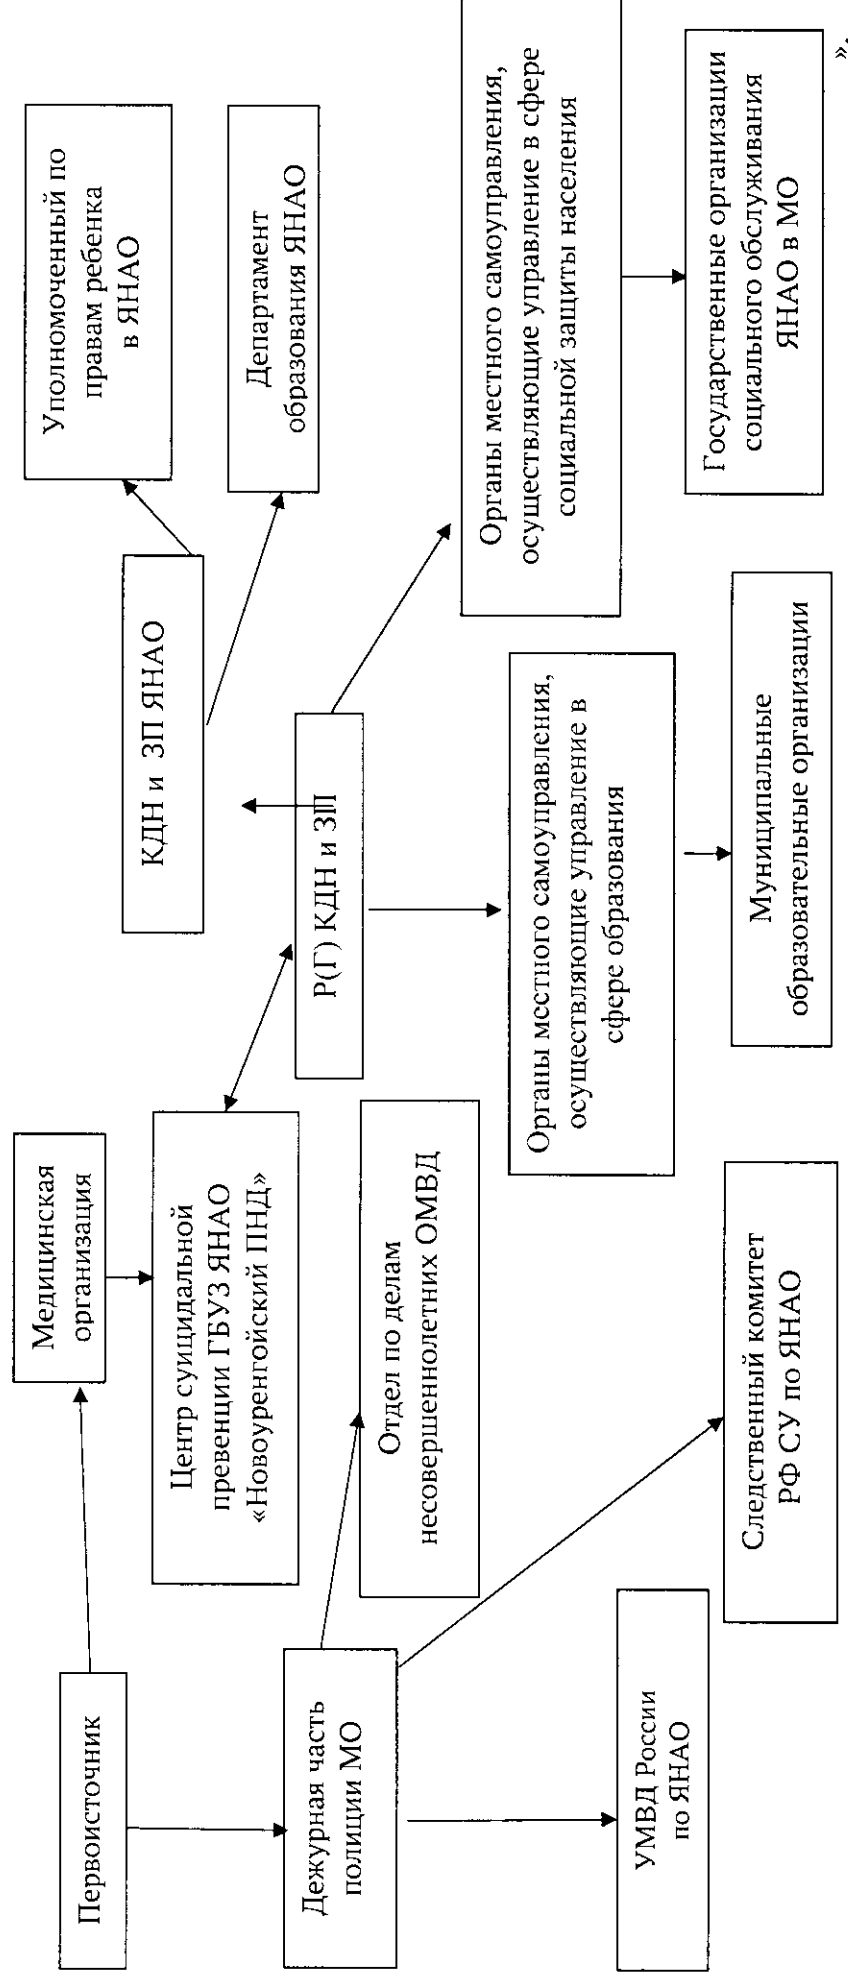 Первоисточник
Медицинская
организация
Центр суицидальной
превенции ГБУЗ ЯНАО
«Новоуренгойский ПНД»
Дежурная часть
полиции МО
Отдел по делам
несовершеннолетних ОМВД
УМВД России
по ЯНАО
Следственный комитет
РФ СУ по ЯНАО
КДН и ЗП ЯНАО
Уполномоченный по
правам ребенка
в ЯНАО
Департамент
образования ЯНАО
Р(Г) КДН и ЗП
Органы местного самоуправления,
осуществляющие управление в
сфере образования
Органы местного самоуправления,
осуществляющие управление в сфере
социальной защиты населения
Муниципальные
образовательные организации
Государственные организации
социального обслуживания
ЯНАО в МО
».